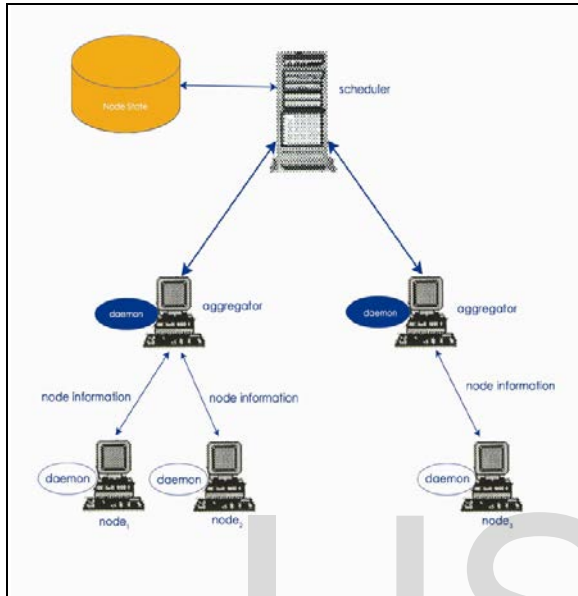 Node State
scheduler
daemon
aggregator
daemon
aggregator
node information
node information
node information
daemon
daemon
daemon
node₁
node₂
node₃